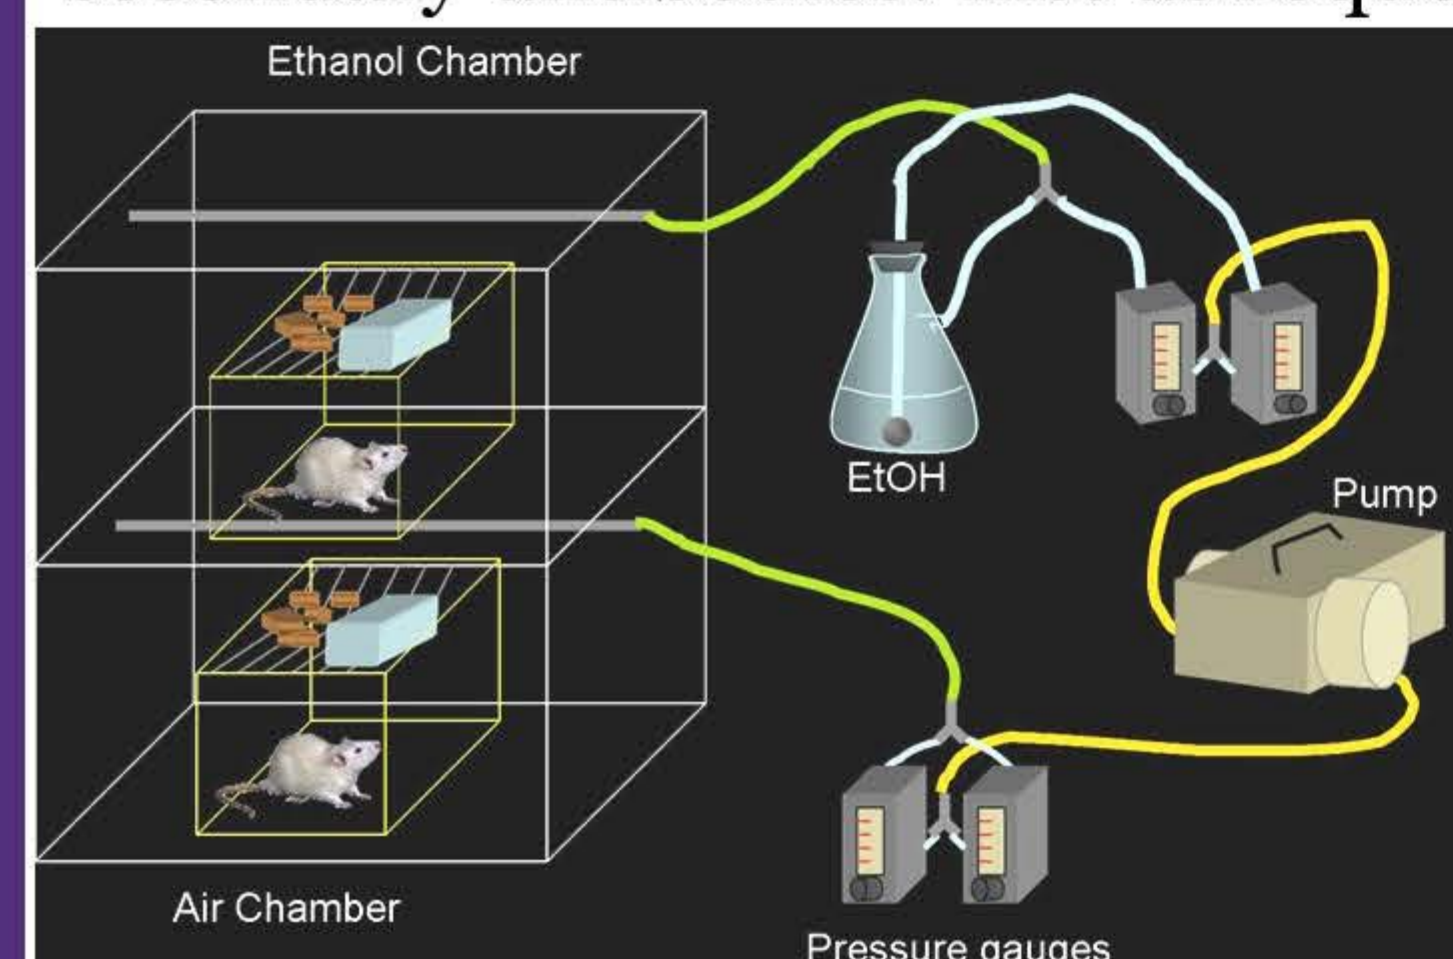 Ethanol Chamber
EtOH
Pump
Air Chamber
Pressure gauges